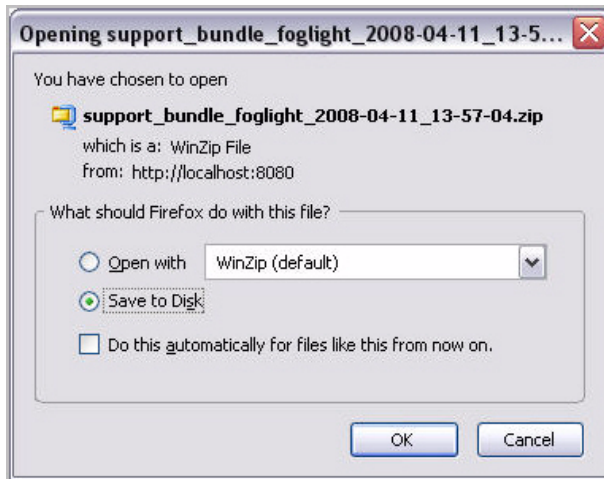 Opening support_bundle_foglight_2008-04-11_13-5...
You have chosen to open
support_bundle_foglight_2008-04-11_13-57-04.zip
which is a: WinZip File
from: http://localhost:8080
What should Firefox do with this file?
Open with WinZip (default)
Save to Disk
Do this automatically for files like this from now on.
OK Cancel